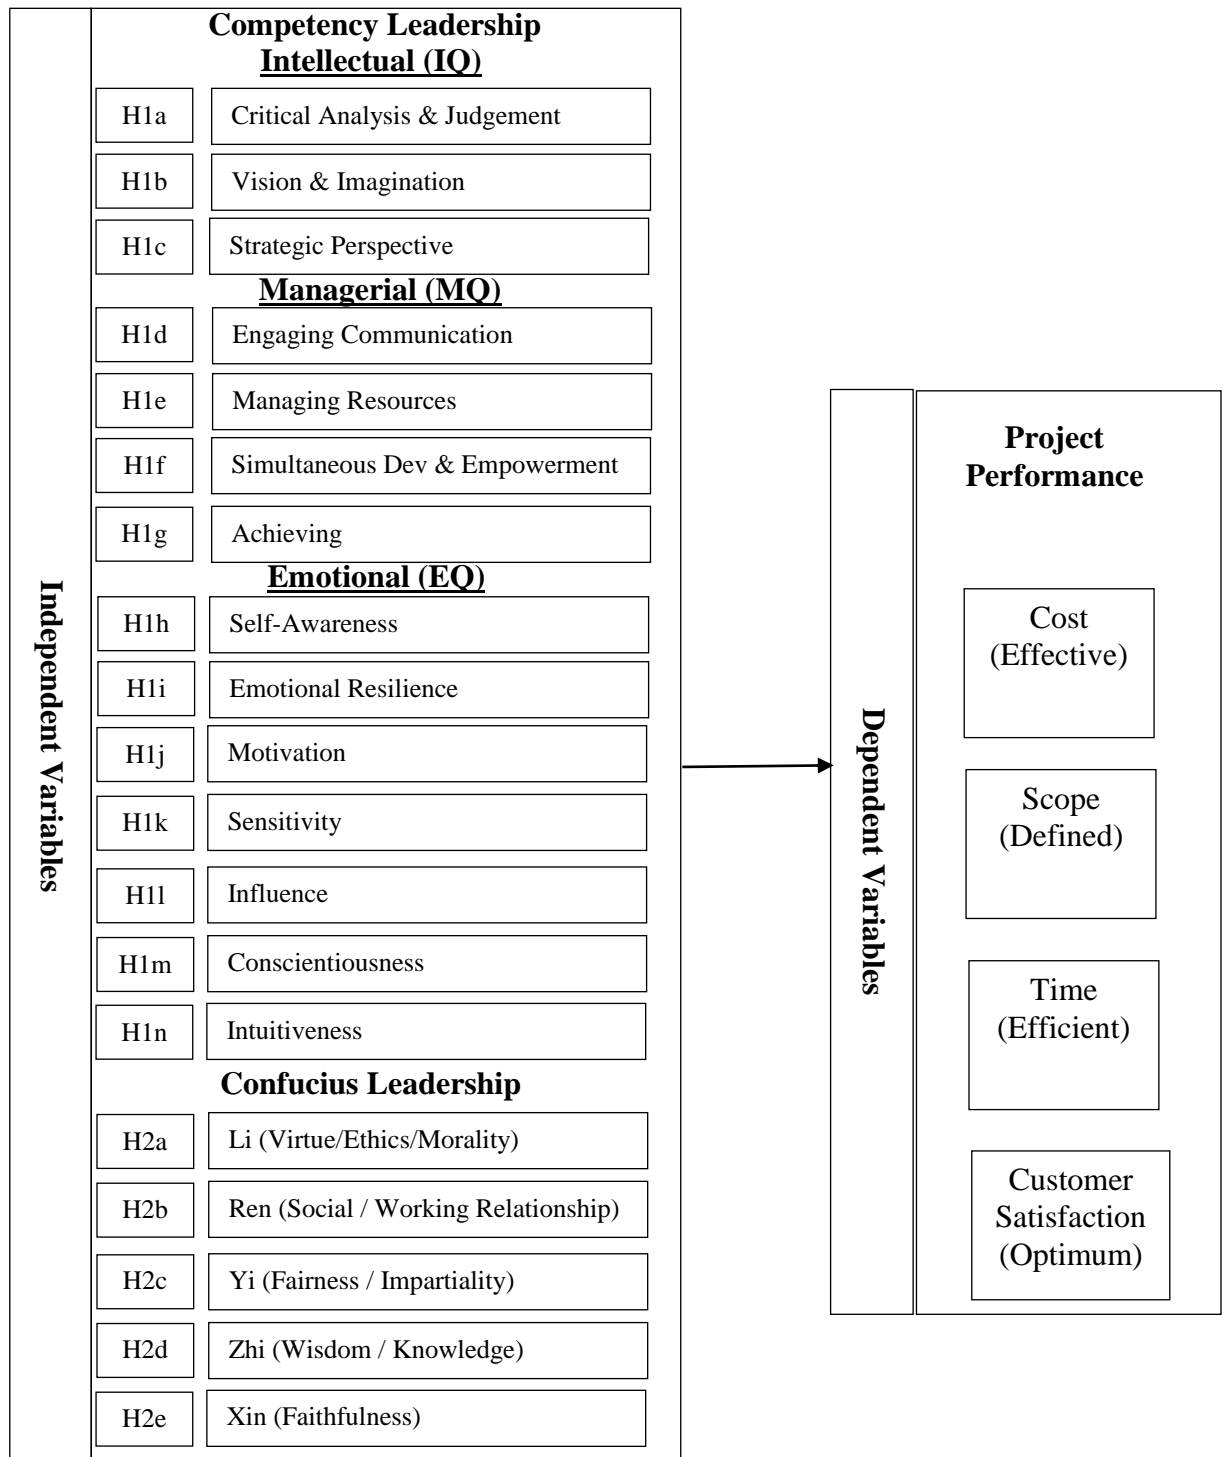 Independent Variables
Competency Leadership
Intellectual (IQ)
H1a Critical Analysis & Judgement
H1b Vision & Imagination
H1c Strategic Perspective
Managerial (MQ)
H1d Engaging Communication
H1e Managing Resources
H1f Simultaneous Dev & Empowerment
H1g Achieving
Emotional (EQ)
H1h Self-Awareness
H1i Emotional Resilience
H1j Motivation
H1k Sensitivity
H1l Influence
H1m Conscientiousness
H1n Intuitiveness
Confucius Leadership
H2a Li (Virtue/Ethics/Morality)
H2b Ren (Social / Working Relationship)
H2c Yi (Fairness / Impartiality)
H2d Zhi (Wisdom / Knowledge)
H2e Xin (Faithfulness)
Dependent Variables
Project
Performance
Cost
(Effective)
Scope
(Defined)
Time
(Efficient)
Customer
Satisfaction
(Optimum)